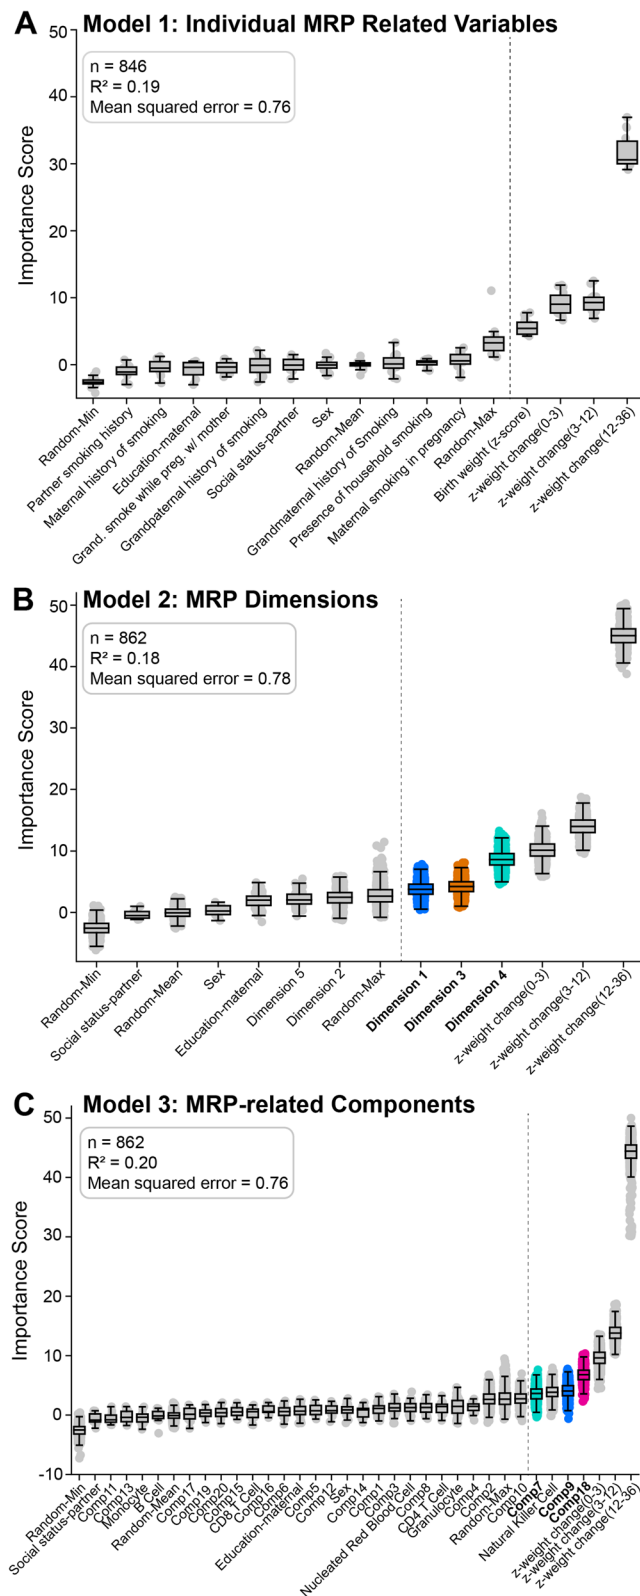 A Model 1: Individual MRP Related Variables
n = 846
R² = 0.19
Mean squared error = 0.76
Importance Score
50
40
30
20
10
0
Random-Min
Partner smoking history
Maternal history of smoking
Education-maternal
Grand. smoke while preg. w/ mother
Grandpaternal history of smoking
Social status-partner
Sex
Random-Mean
Grandmaternal history of Smoking
Presence of household smoking
Maternal smoking in pregnancy
Random-Max
Birth weight (z-score)
z-weight change(0-3)
z-weight change(3-12)
z-weight change(12-36)
B Model 2: MRP Dimensions
n = 862
R² = 0.18
Mean squared error = 0.78
Importance Score
50
40
30
20
10
0
Random-Min
Social status-partner
Random-Mean
Sex
Education-maternal
Dimension 5
Dimension 2
Random-Max
Dimension 1
Dimension 3
Dimension 4
z-weight change(0-3)
z-weight change(3-12)
z-weight change(12-36)
C Model 3: MRP-related Components
n = 862
R² = 0.20
Mean squared error = 0.76
Importance Score
50
40
30
20
10
0
-10
Random-Min
Social status-partner
Comp11
Comp13
Monocyte
B Cell
Random-Mean
Comp17
Comp19
Comp20
Comp15
CD8 T Cell
Comp16
Comp6
Education-maternal
Comp5
Comp12
Sex
Comp14
Comp1
Comp3
Nucleated Red Blood Cell
Comp8
CD4 T Cell
Granulocyte
Comp4
Comp2
Random-Max
Comp10
Comp7
Natural Killer Cell
Comp9
Comp18
z-weight change(0-3)
z-weight change(3-12)
z-weight change(12-36)